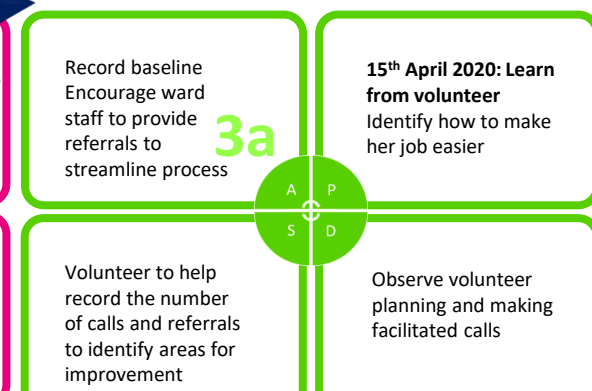 Record baseline
Encourage ward
staff to provide
referrals to
streamline process
3a
15th April 2020: Learn
from volunteer
Identify how to make
her job easier
A P
S D
Volunteer to help
record the number
of calls and referrals
to identify areas for
improvement
Observe volunteer
planning and making
facilitated calls